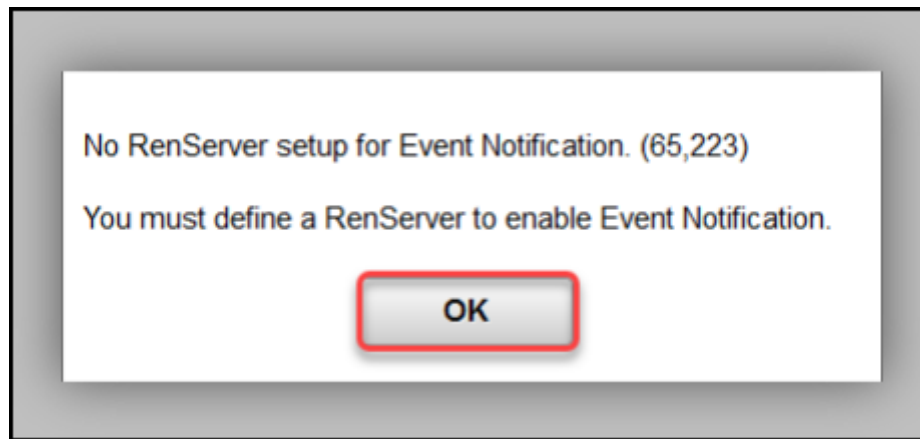 No RenServer setup for Event Notification. (65,223)
You must define a RenServer to enable Event Notification.
OK